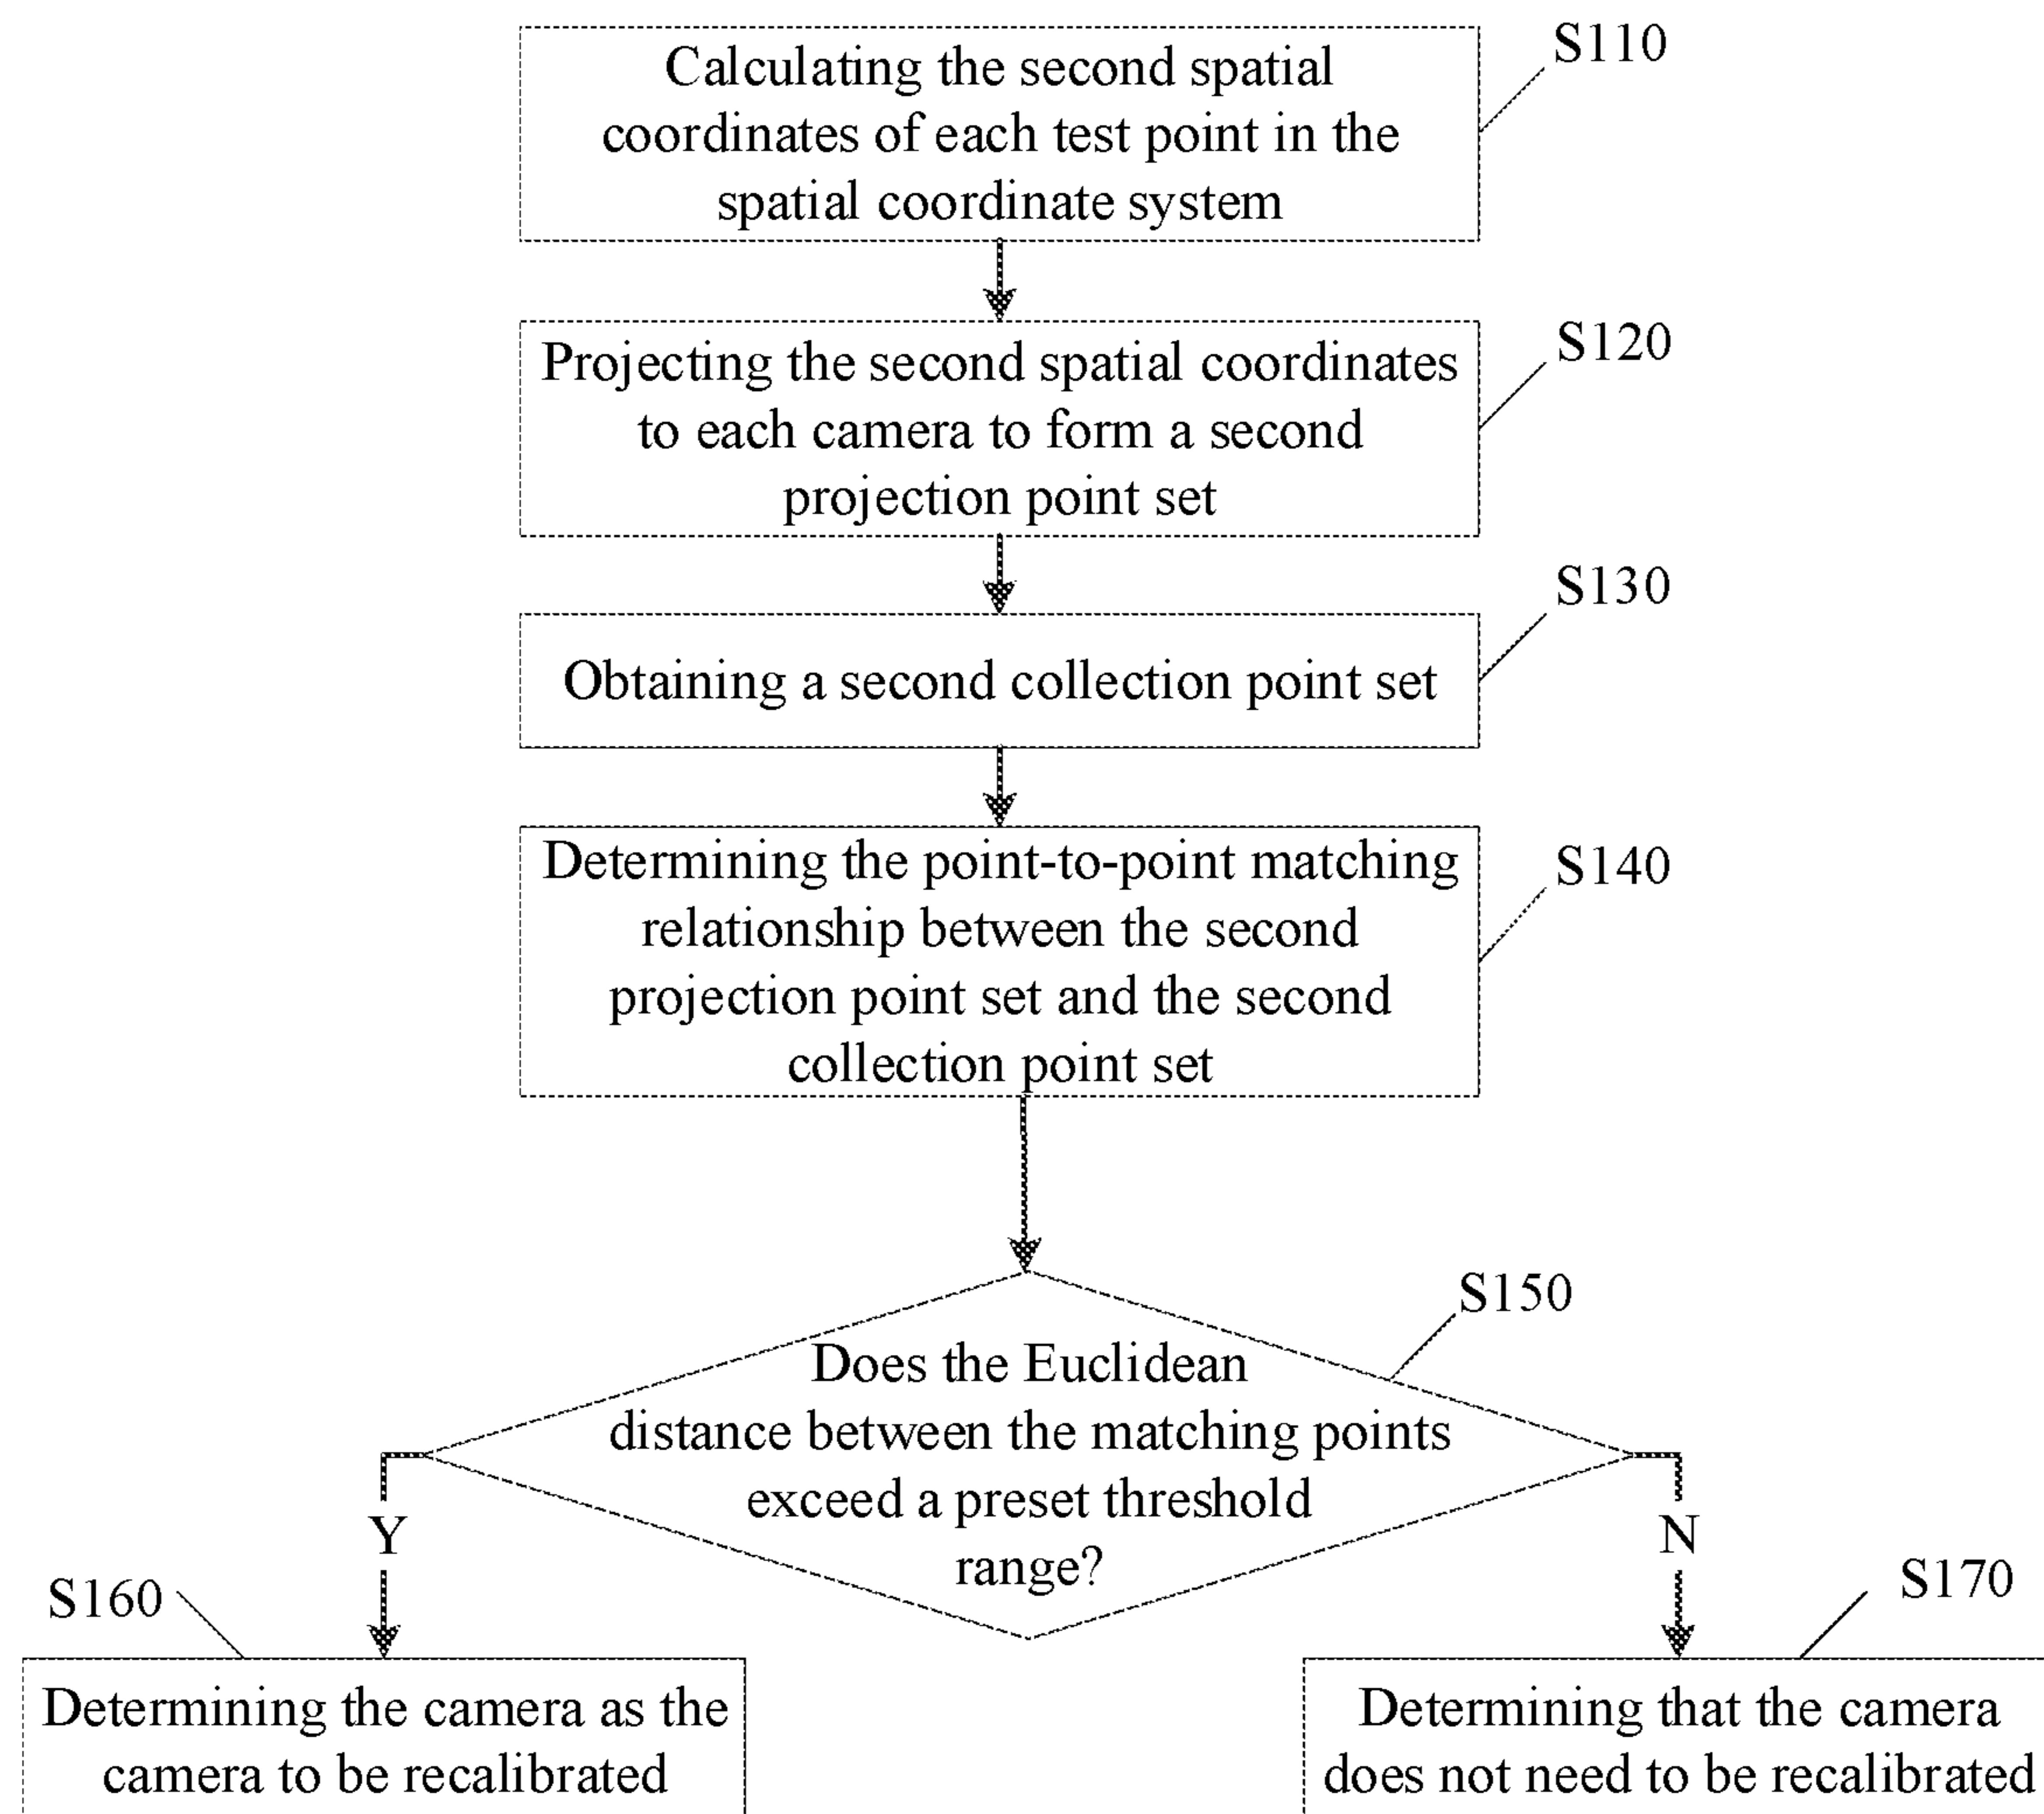 S110
Calculating the second spatial
coordinates of each test point in the
spatial coordinate system
S120
Projecting the second spatial coordinates
to each camera to form a second
projection point set
S130
Obtaining a second collection point set
S140
Determining the point-to-point matching
relationship between the second
projection point set and the second
collection point set
S150
Does the Euclidean
distance between the matching points
exceed a preset threshold
range?
Y
N
S160
S170
Determining the camera as the
camera to be recalibrated
Determining that the camera
does not need to be recalibrated